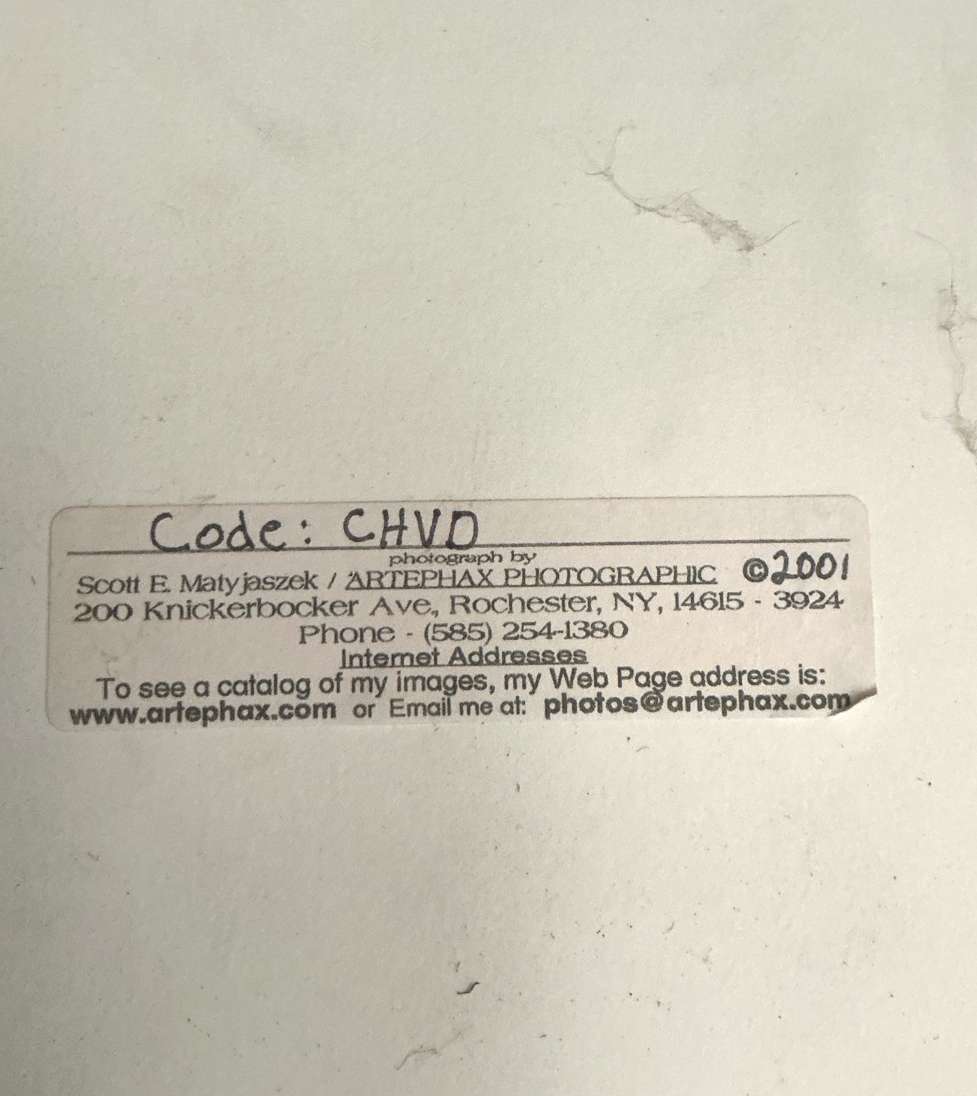 Code: CHVD
photograph by
Scott E. Matyjaszek / ARTEPHAX PHOTOGRAPHIC ©2001
200 Knickerbocker Ave., Rochester, NY, 14615 - 3924
Phone - (585) 254-1380
Internet Addresses
To see a catalog of my images, my Web Page address is:
www.artephax.com or Email me at: photos@artephax.com